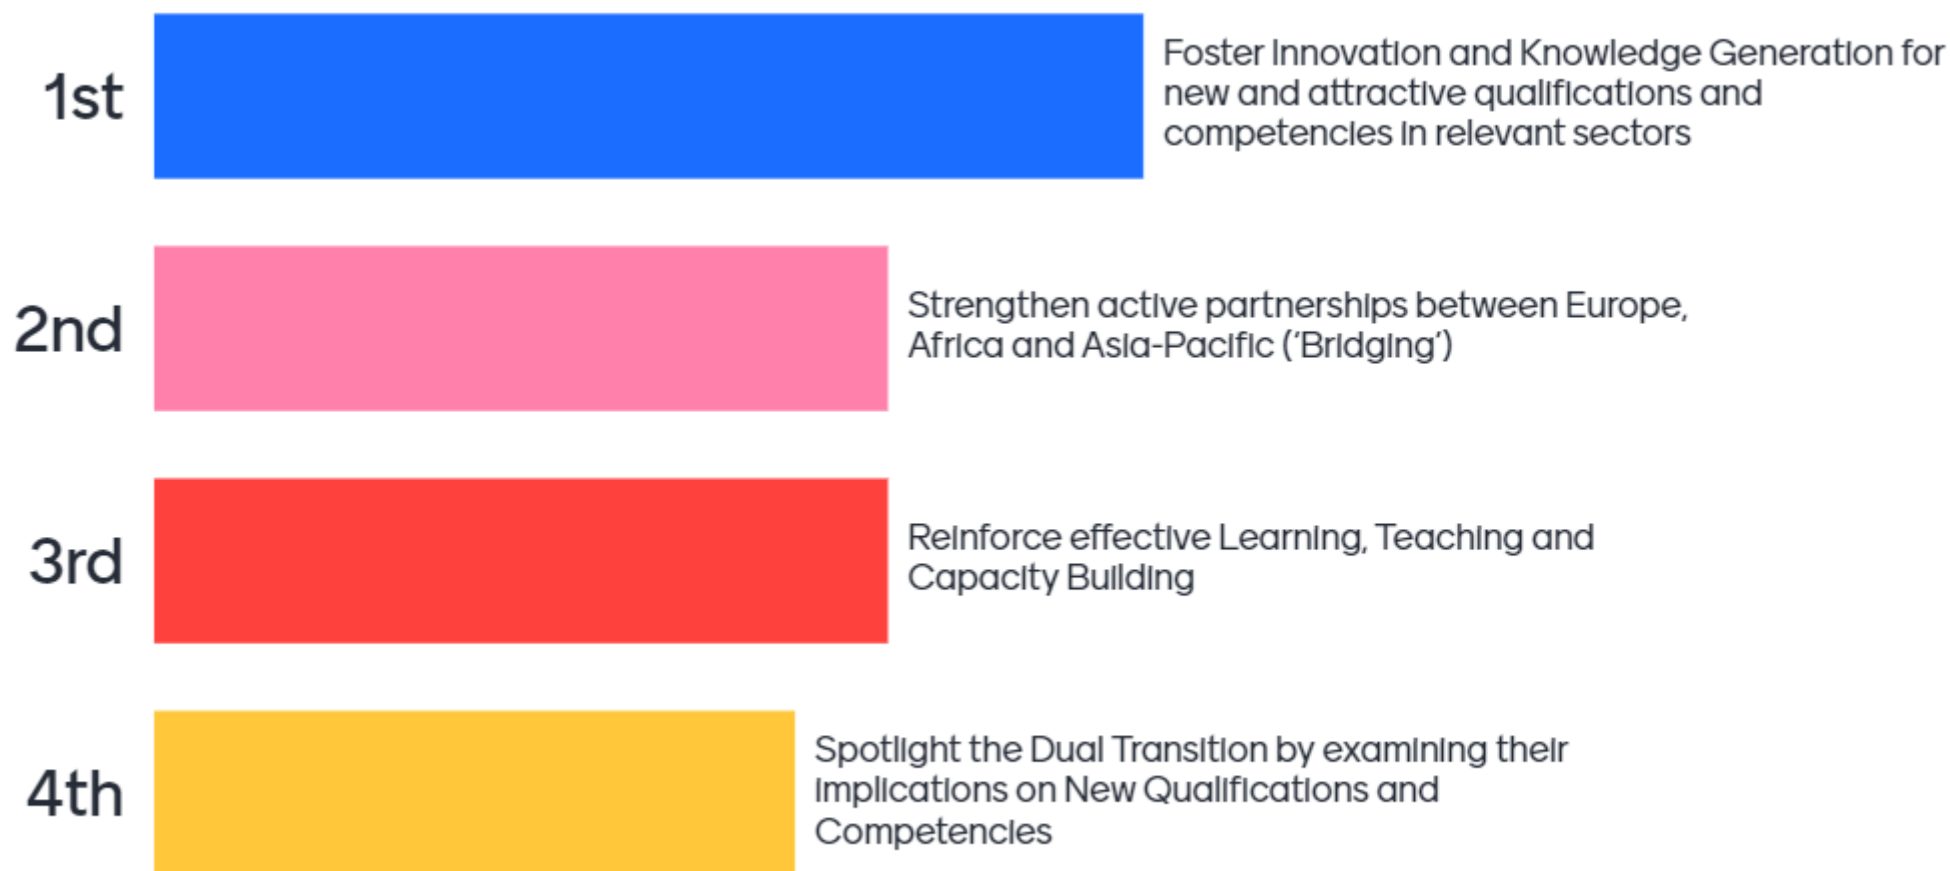 1st
Foster Innovation and Knowledge Generation for
new and attractive qualifications and
competencies in relevant sectors
2nd
Strengthen active partnerships between Europe,
Africa and Asia-Pacific (‘Bridging’)
3rd
Reinforce effective Learning, Teaching and
Capacity Building
4th
Spotlight the Dual Transition by examining their
implications on New Qualifications and
Competencies